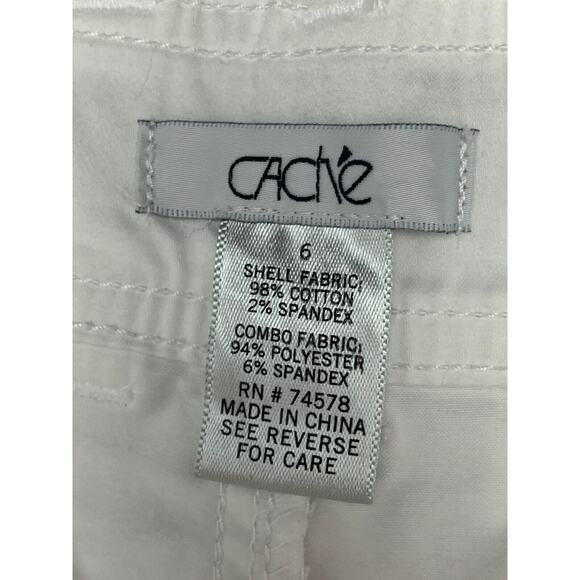 CAChé
6
SHELL FABRIC:
98% COTTON
2% SPANDEX
COMBO FABRIC:
94% POLYESTER
6% SPANDEX
RN # 74578
MADE IN CHINA
SEE REVERSE
FOR CARE